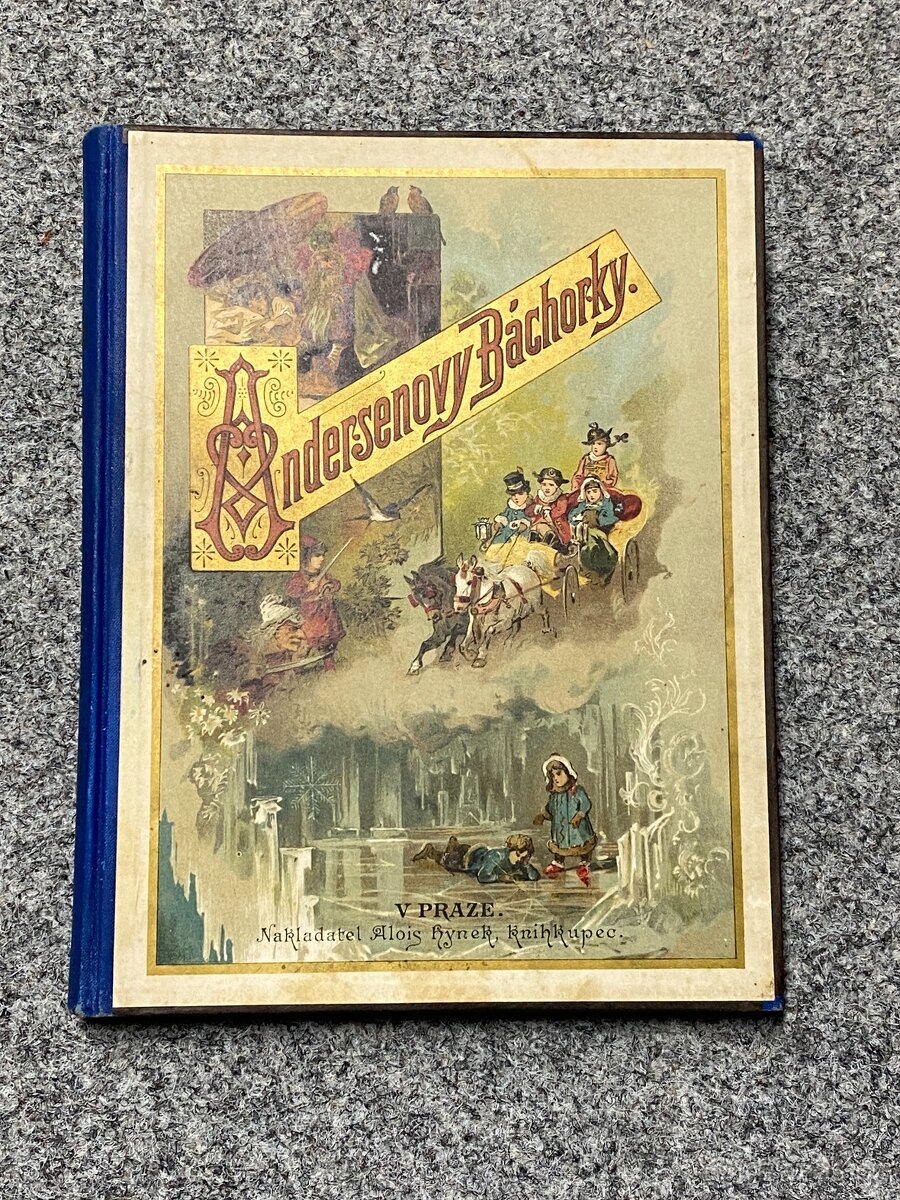 Andersenovy Báchorky.
V PRAZE.
Nakladatel Alois Hynek, knihkupec.